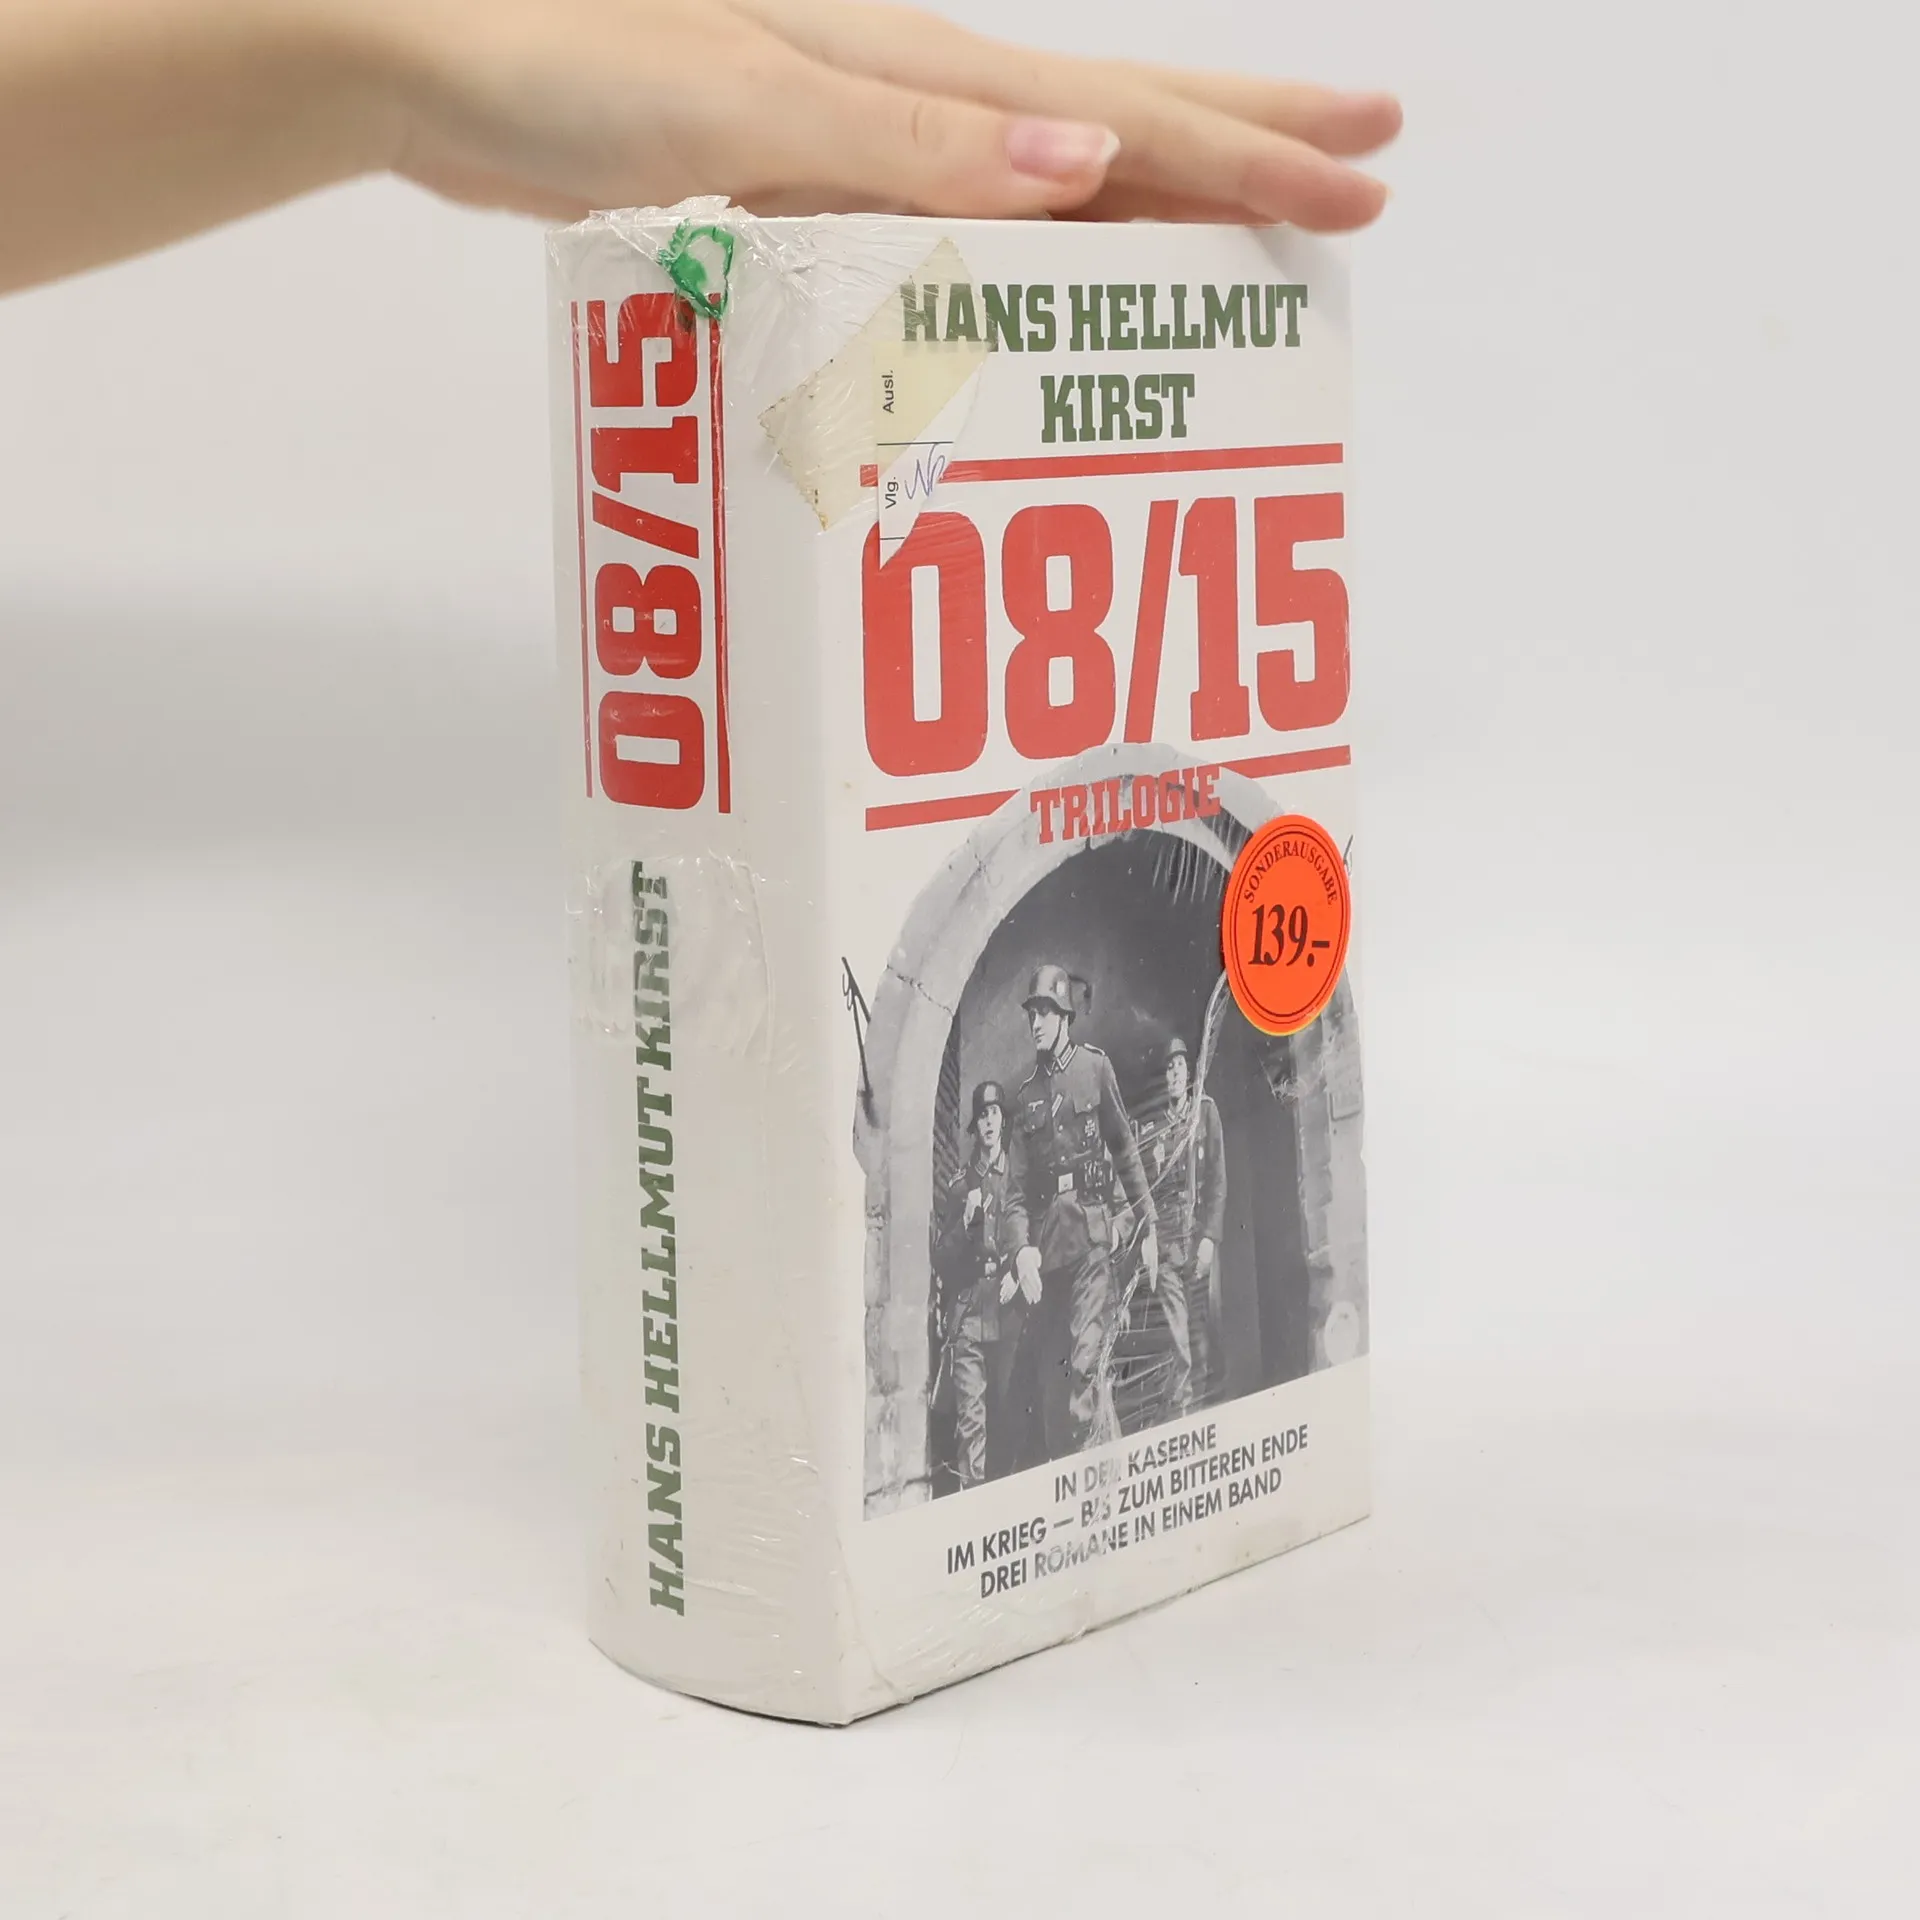 08/15
HANS HELLMUT KIRST
HANS HELLMUT
KIRST
Ausl.
Vlg.
08/15
TRILOGIE
SONDERAUSGABE
139.-
IN DER KASERNE
IM KRIEG — BIS ZUM BITTEREN ENDE
DREI ROMANE IN EINEM BAND